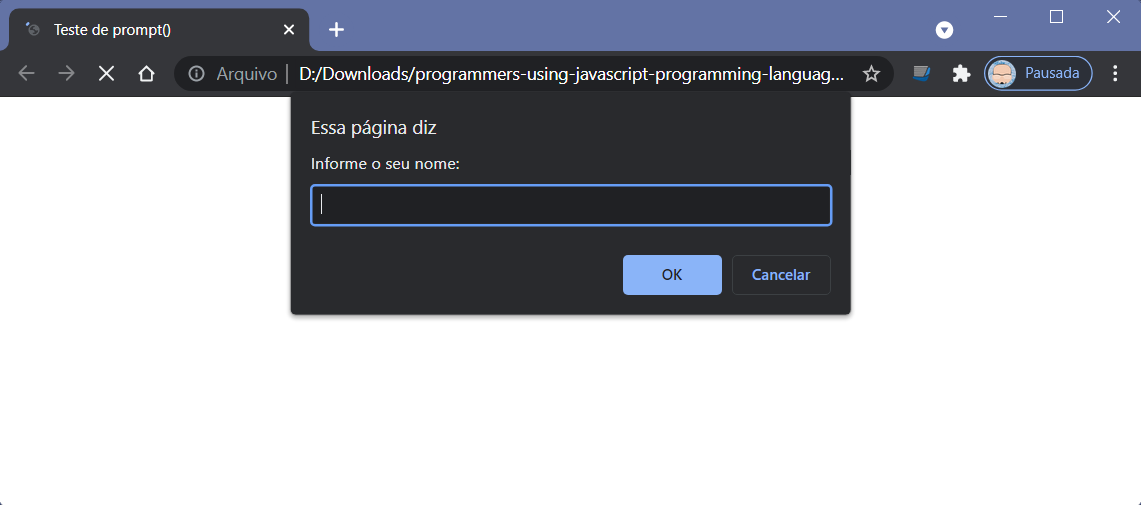 Teste de prompt()
Arquivo | D:/Downloads/programmers-using-javascript-programming-languag...
Pausada
Essa página diz
Informe o seu nome:
OK
Cancelar